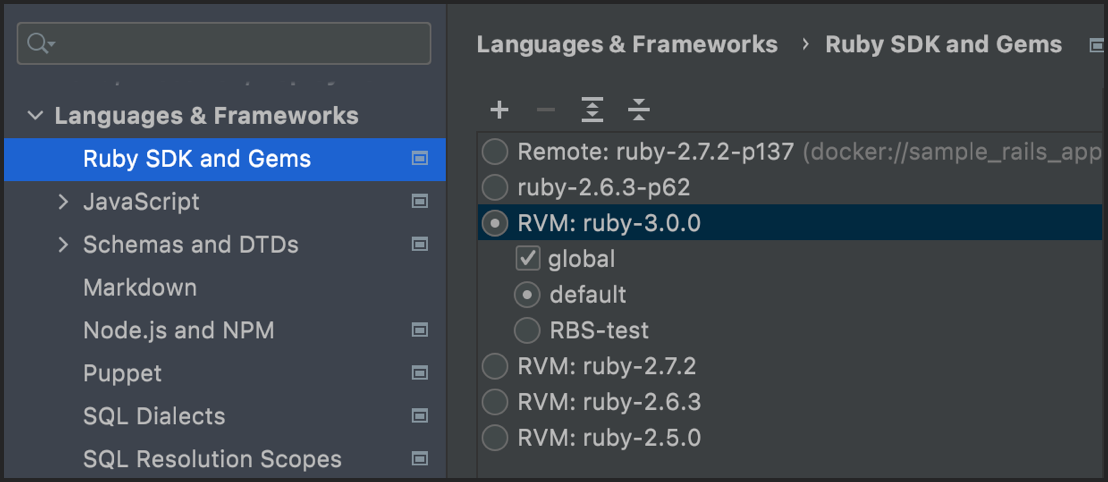 Languages & Frameworks
Ruby SDK and Gems
JavaScript
Schemas and DTDs
Markdown
Node.js and NPM
Puppet
SQL Dialects
SQL Resolution Scopes
Languages & Frameworks › Ruby SDK and Gems
Remote: ruby-2.7.2-p137 (docker://sample_rails_app
ruby-2.6.3-p62
RVM: ruby-3.0.0
global
default
RBS-test
RVM: ruby-2.7.2
RVM: ruby-2.6.3
RVM: ruby-2.5.0